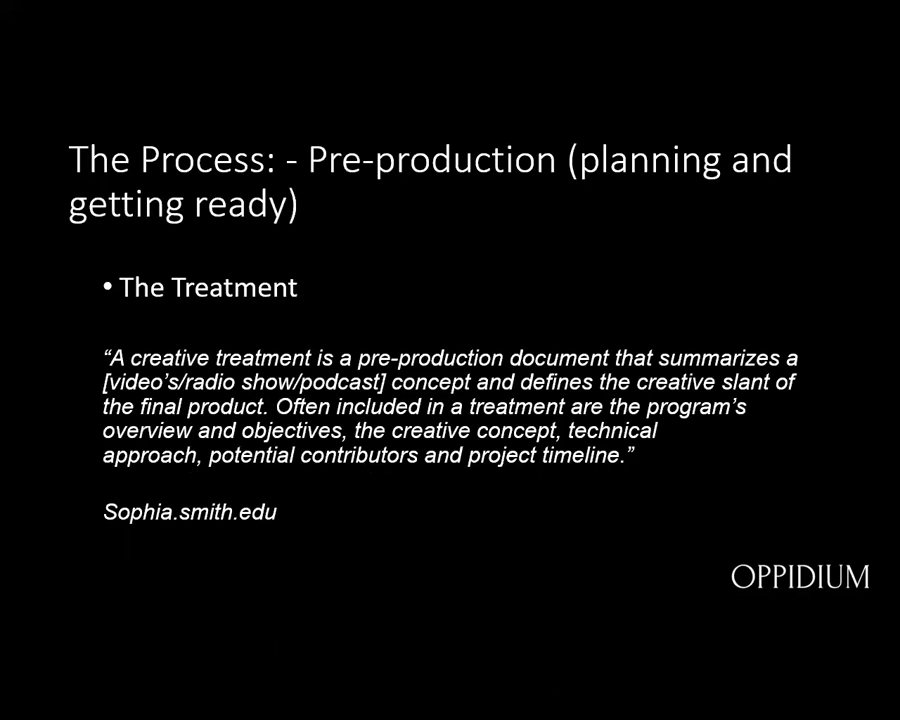 The Process: - Pre-production (planning and
getting ready)
• The Treatment
“A creative treatment is a pre-production document that summarizes a
[video’s/radio show/podcast] concept and defines the creative slant of
the final product. Often included in a treatment are the program’s
overview and objectives, the creative concept, technical
approach, potential contributors and project timeline.”
Sophia.smith.edu
OPPIDIUM